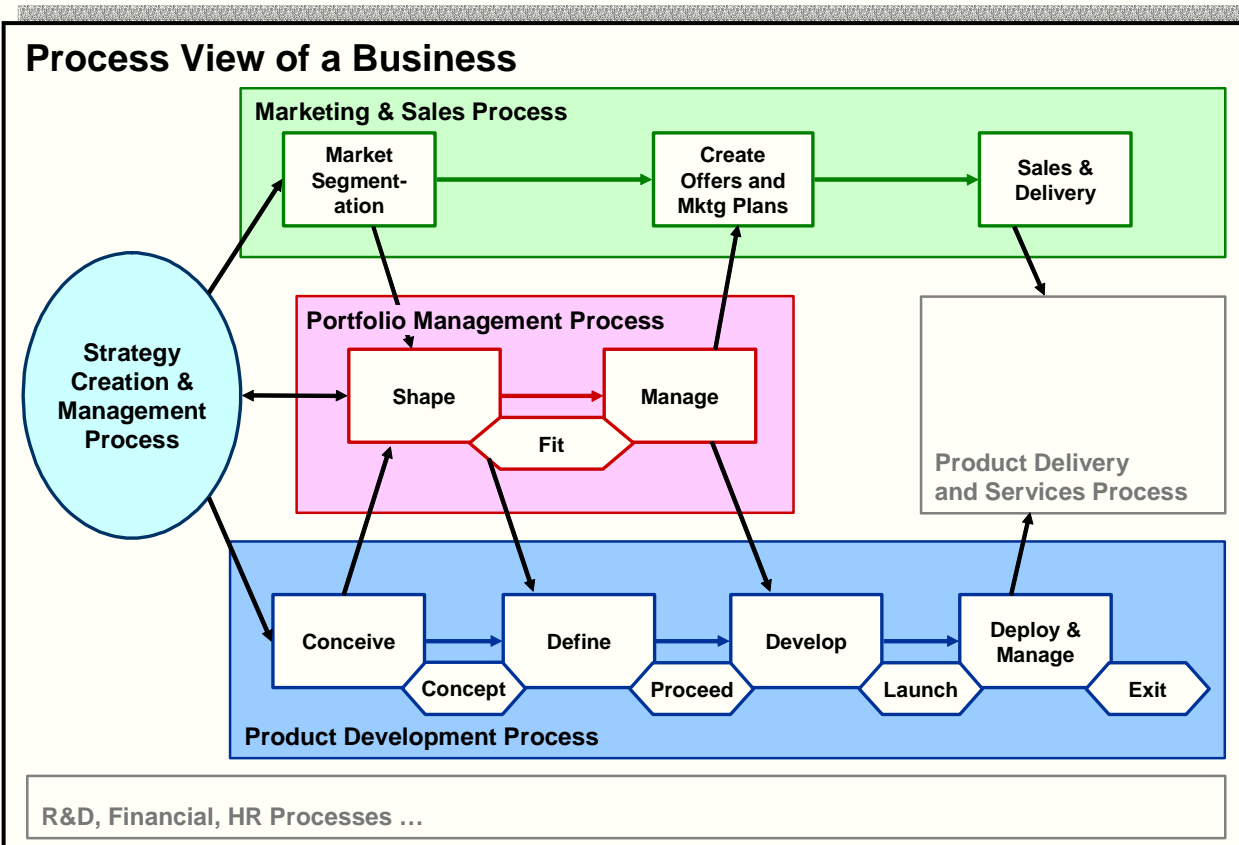 Process View of a Business
Marketing & Sales Process
Market
Segment-
ation
Create
Offers and
Mktg Plans
Sales &
Delivery
Strategy
Creation &
Management
Process
Portfolio Management Process
Shape
Manage
Fit
Product Delivery
and Services Process
Conceive
Define
Develop
Deploy &
Manage
Concept
Proceed
Launch
Exit
Product Development Process
R&D, Financial, HR Processes …